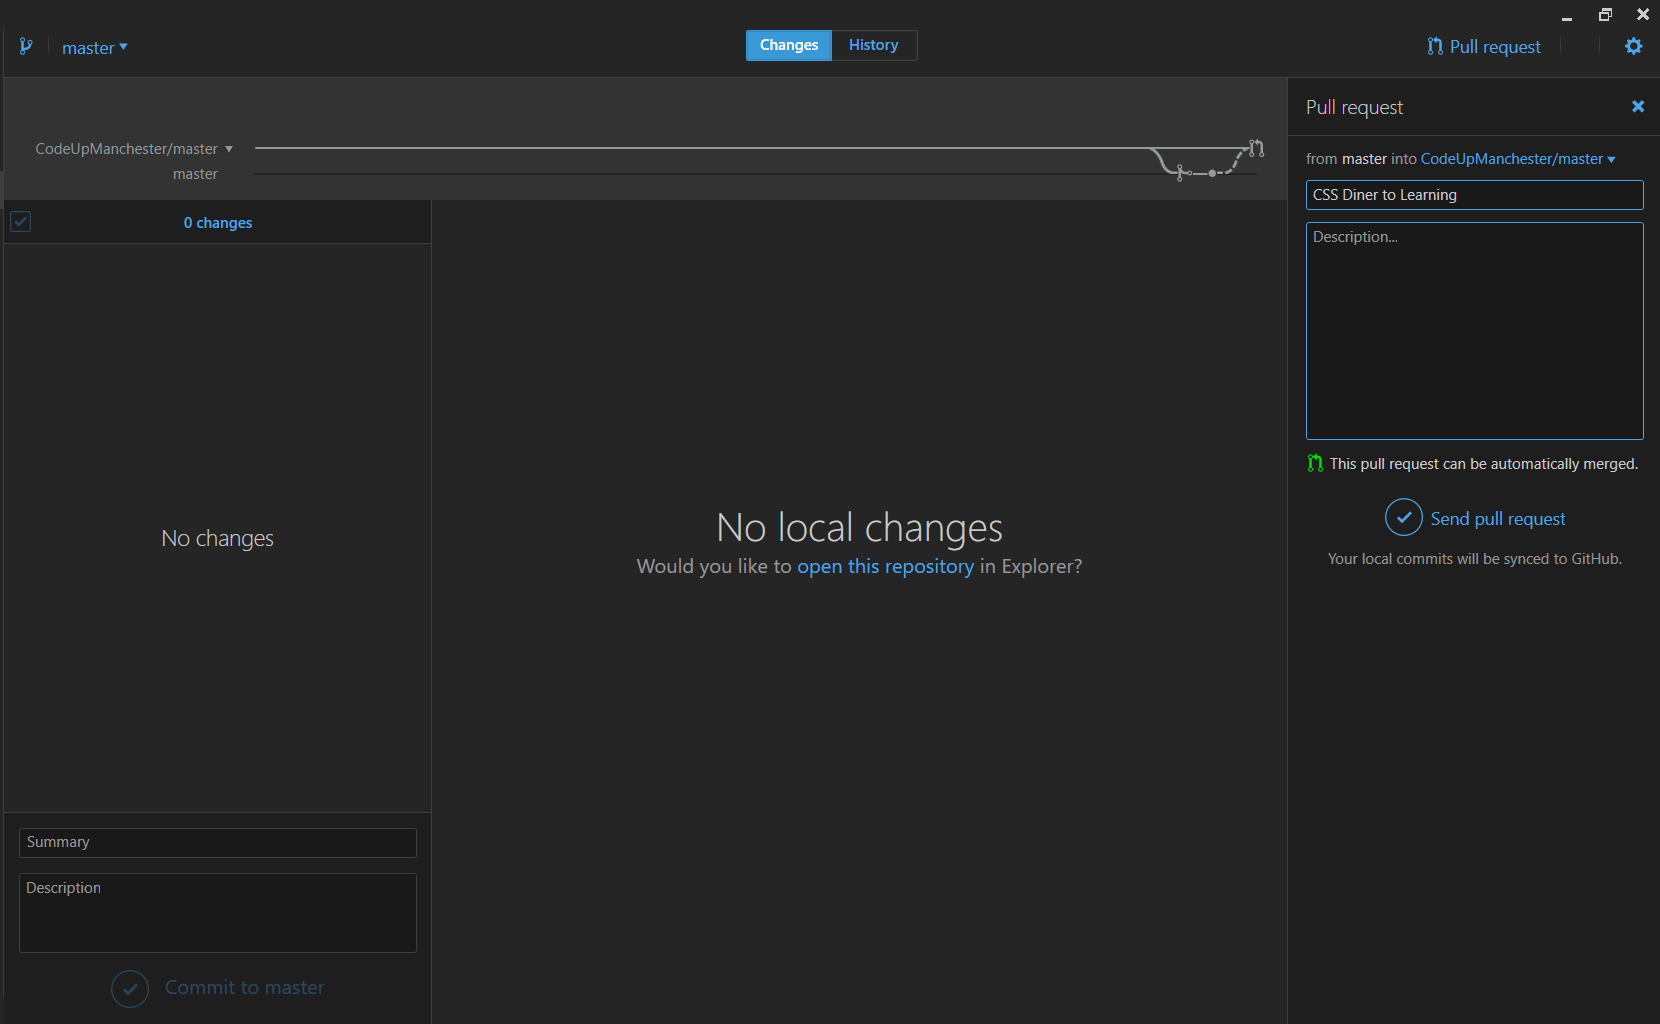 master
Changes
History
Pull request
Pull request
CodeUpManchester/master
master
from master into CodeUpManchester/master
CSS Diner to Learning
Description...
0 changes
No changes
No local changes
Would you like to open this repository in Explorer?
This pull request can be automatically merged.
Send pull request
Your local commits will be synced to GitHub.
Summary
Description
Commit to master